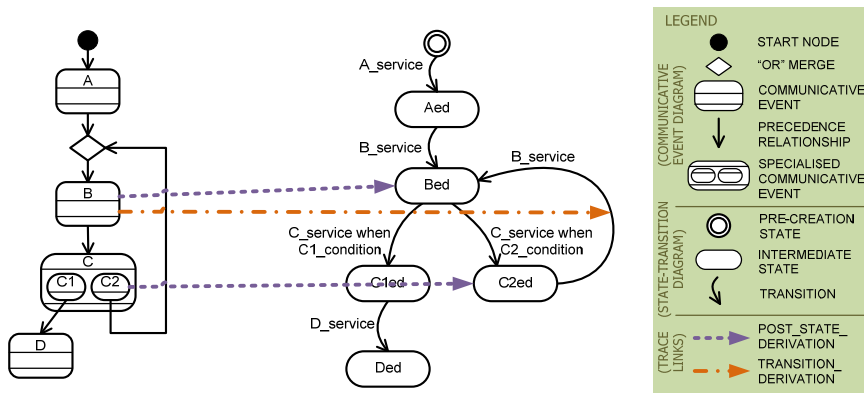 A
B
C
C1
C2
D
A_service
Aed
B_service
B_service
Bed
C_service when
C1_condition
C_service when
C2_condition
C1ed
C2ed
D_service
Ded
LEGEND
(COMMUNICATIVE
EVENT DIAGRAM)
START NODE
"OR" MERGE
COMMUNICATIVE
EVENT
PRECEDENCE
RELATIONSHIP
SPECIALISED
COMMUNICATIVE
EVENT
(STATE-TRANSITION
DIAGRAM)
PRE-CREATION
STATE
INTERMEDIATE
STATE
TRANSITION
(TRACE
LINKS)
POST_STATE_
DERIVATION
TRANSITION_
DERIVATION